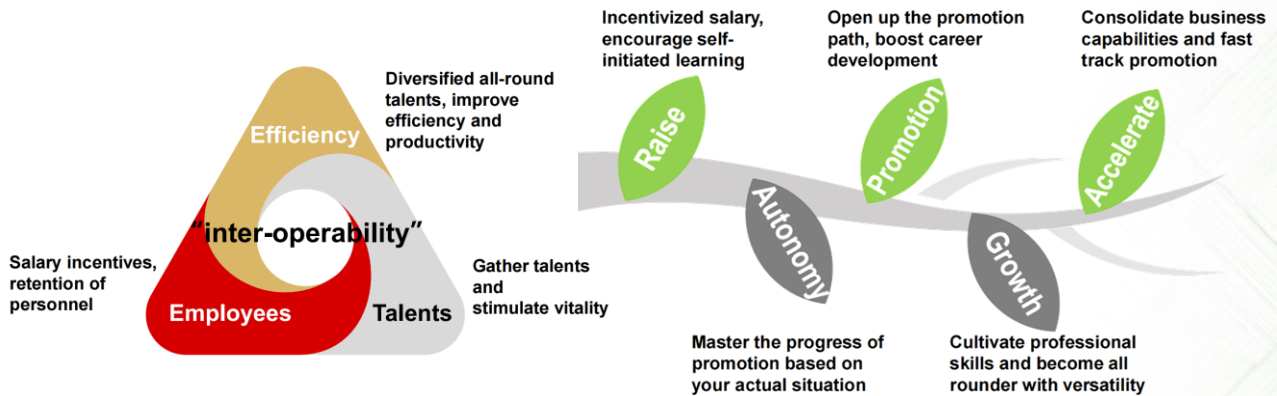 Efficiency
Diversified all-round
talents, improve
efficiency and
productivity
“inter-operability”
Salary incentives,
retention of
personnel
Employees
Talents
Gather talents
and
stimulate vitality
Incentivized salary,
encourage self-
initiated learning
Raise
Autonomy
Master the progress of
promotion based on
your actual situation
Open up the promotion
path, boost career
development
Promotion
Growth
Cultivate professional
skills and become all
rounder with versatility
Consolidate business
capabilities and fast
track promotion
Accelerate